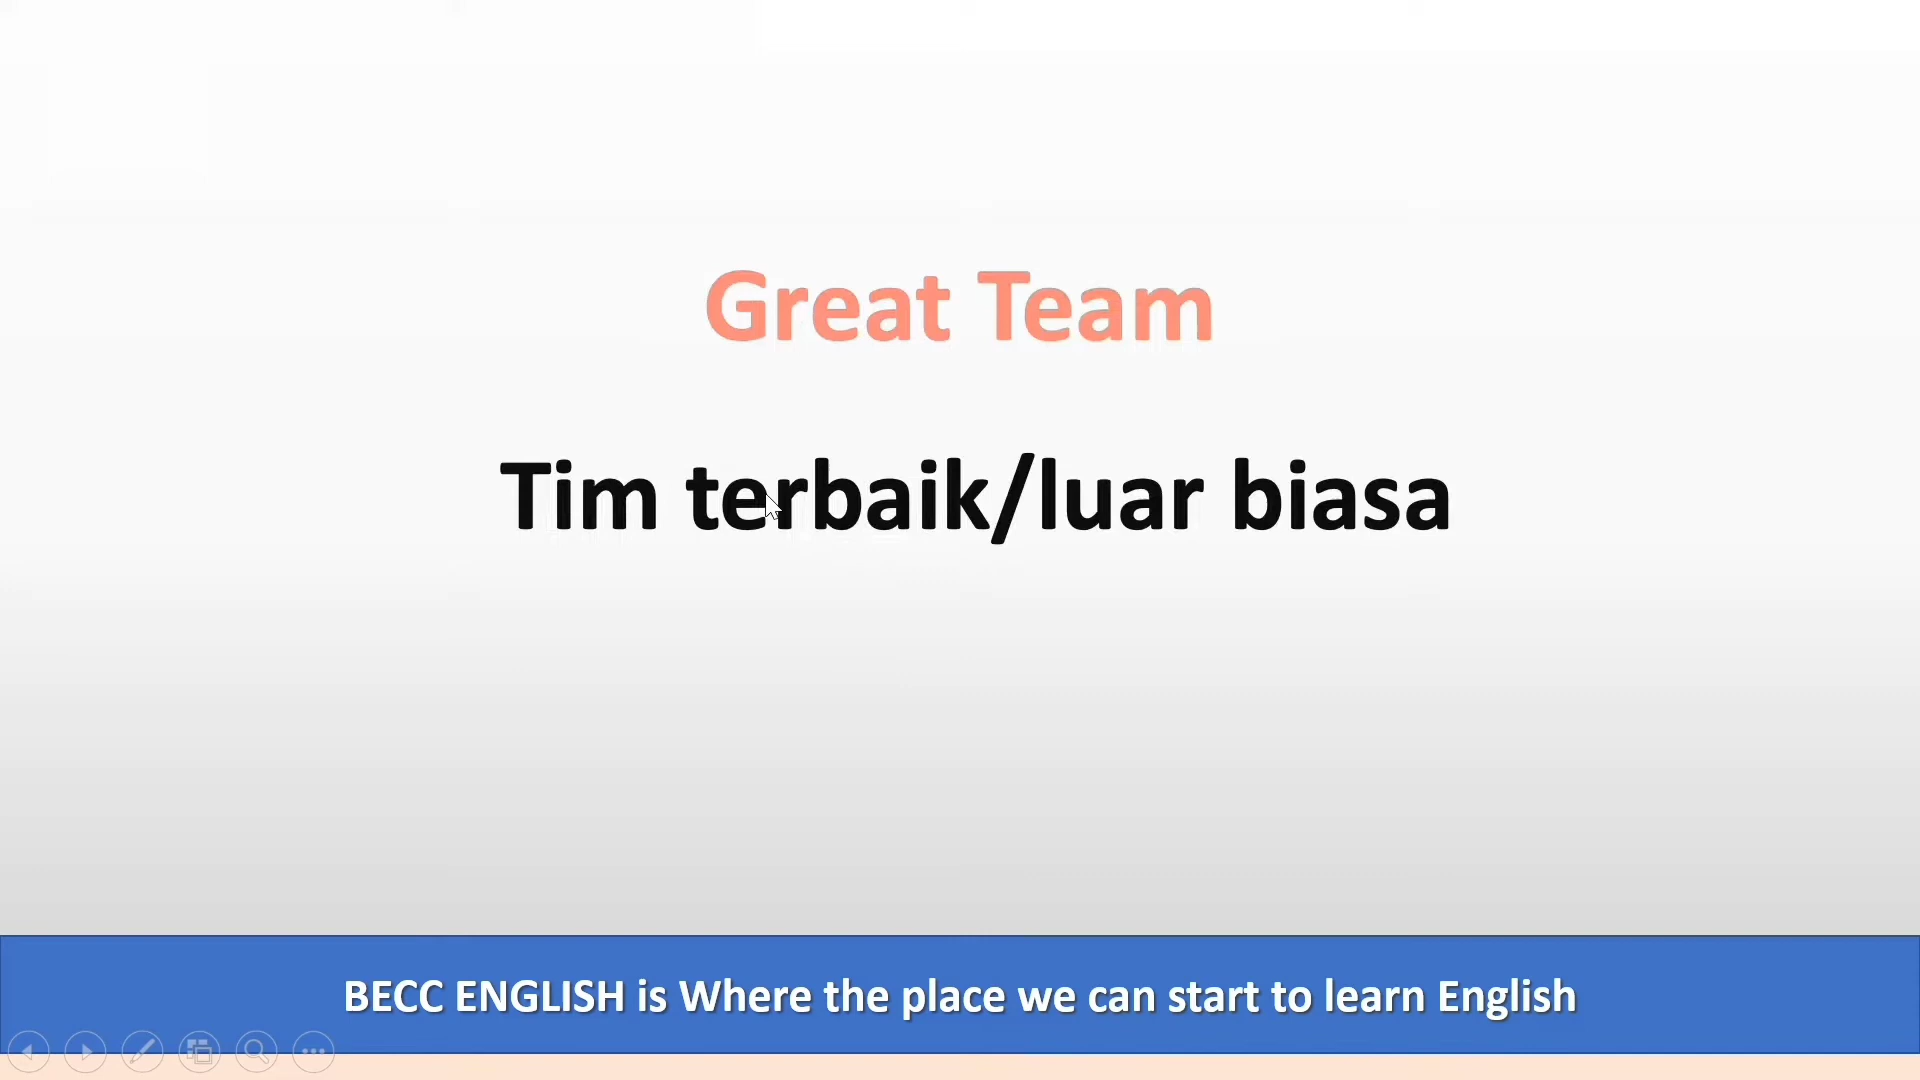 Great Team
Tim terbaik/luar biasa
BECC ENGLISH is Where the place we can start to learn English